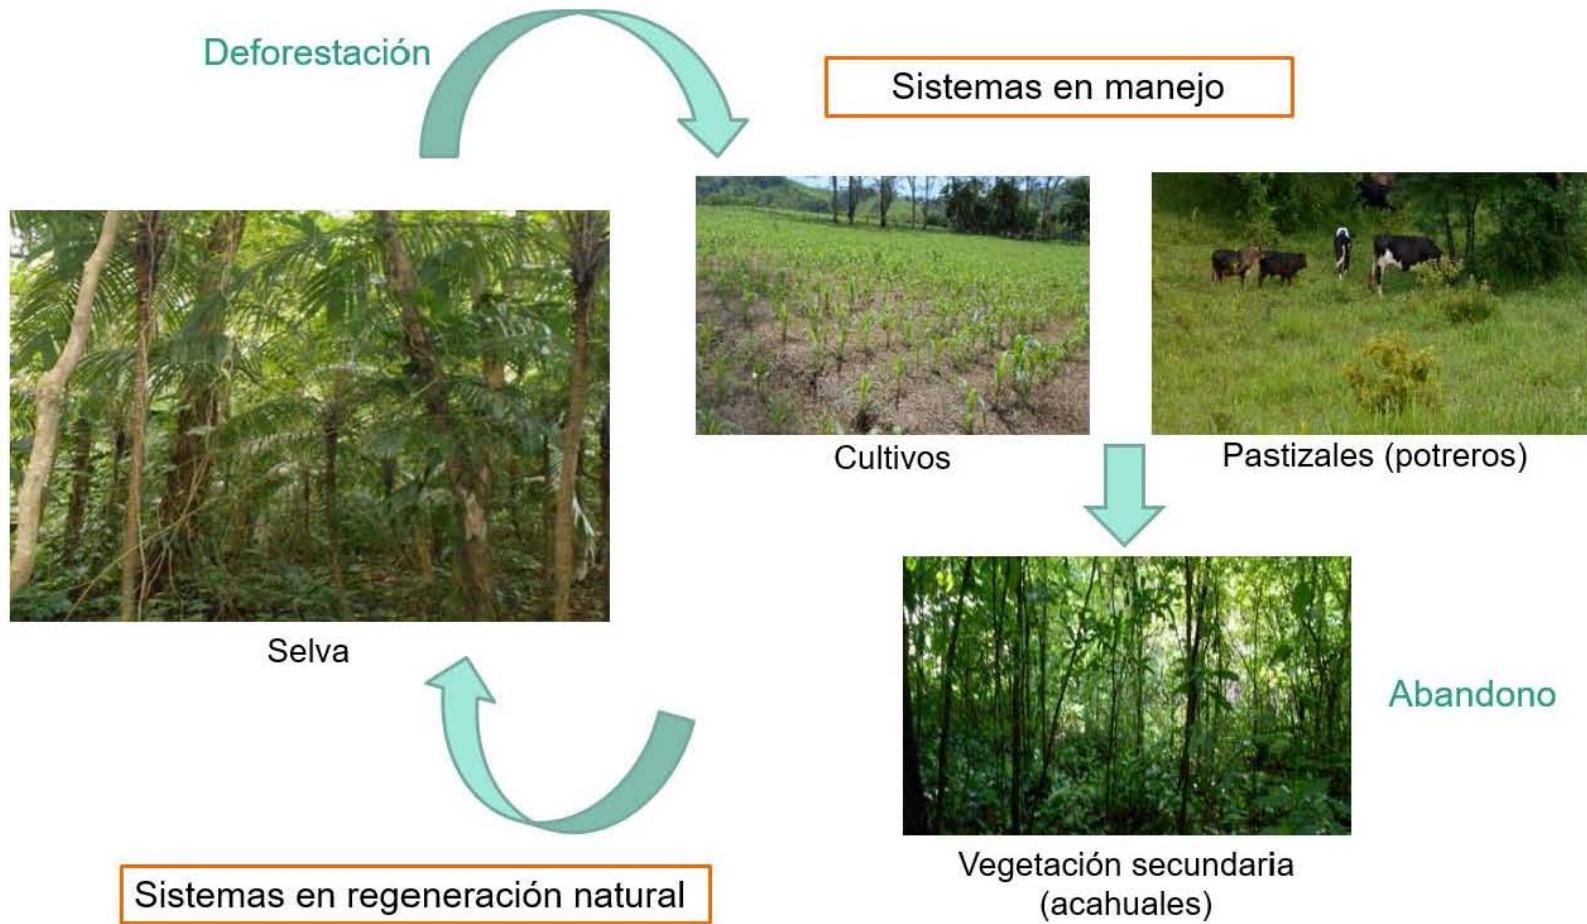 Deforestación
Sistemas en manejo
Cultivos
Pastizales (potreros)
Selva
Abandono
Vegetación secundaria
(acahuales)
Sistemas en regeneración natural